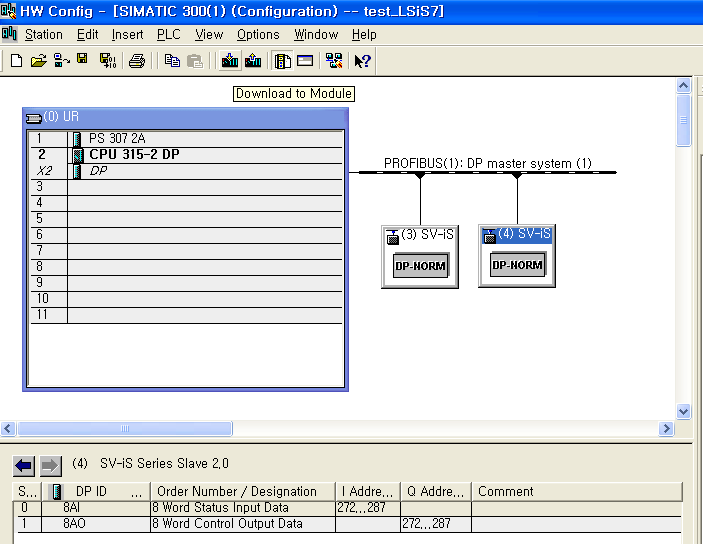 HW Config - [SIMATIC 300(1) (Configuration) -- test_LSiS7]
Station Edit Insert PLC View Options Window Help
Download to Module
(0) UR
1 PS 307 2A
2 CPU 315-2 DP
X2 DP
3
4
5
6
7
8
9
10
11
PROFIBUS(1): DP master system (1)
(3) SV-iS
(4) SV-iS
DP-NORM
DP-NORM
(4) SV-iS Series Slave 2,0
S... DP ID ... Order Number / Designation I Addre... Q Addre... Comment
0 8AI 8 Word Status Input Data 272...287
1 8AO 8 Word Control Output Data 272...287